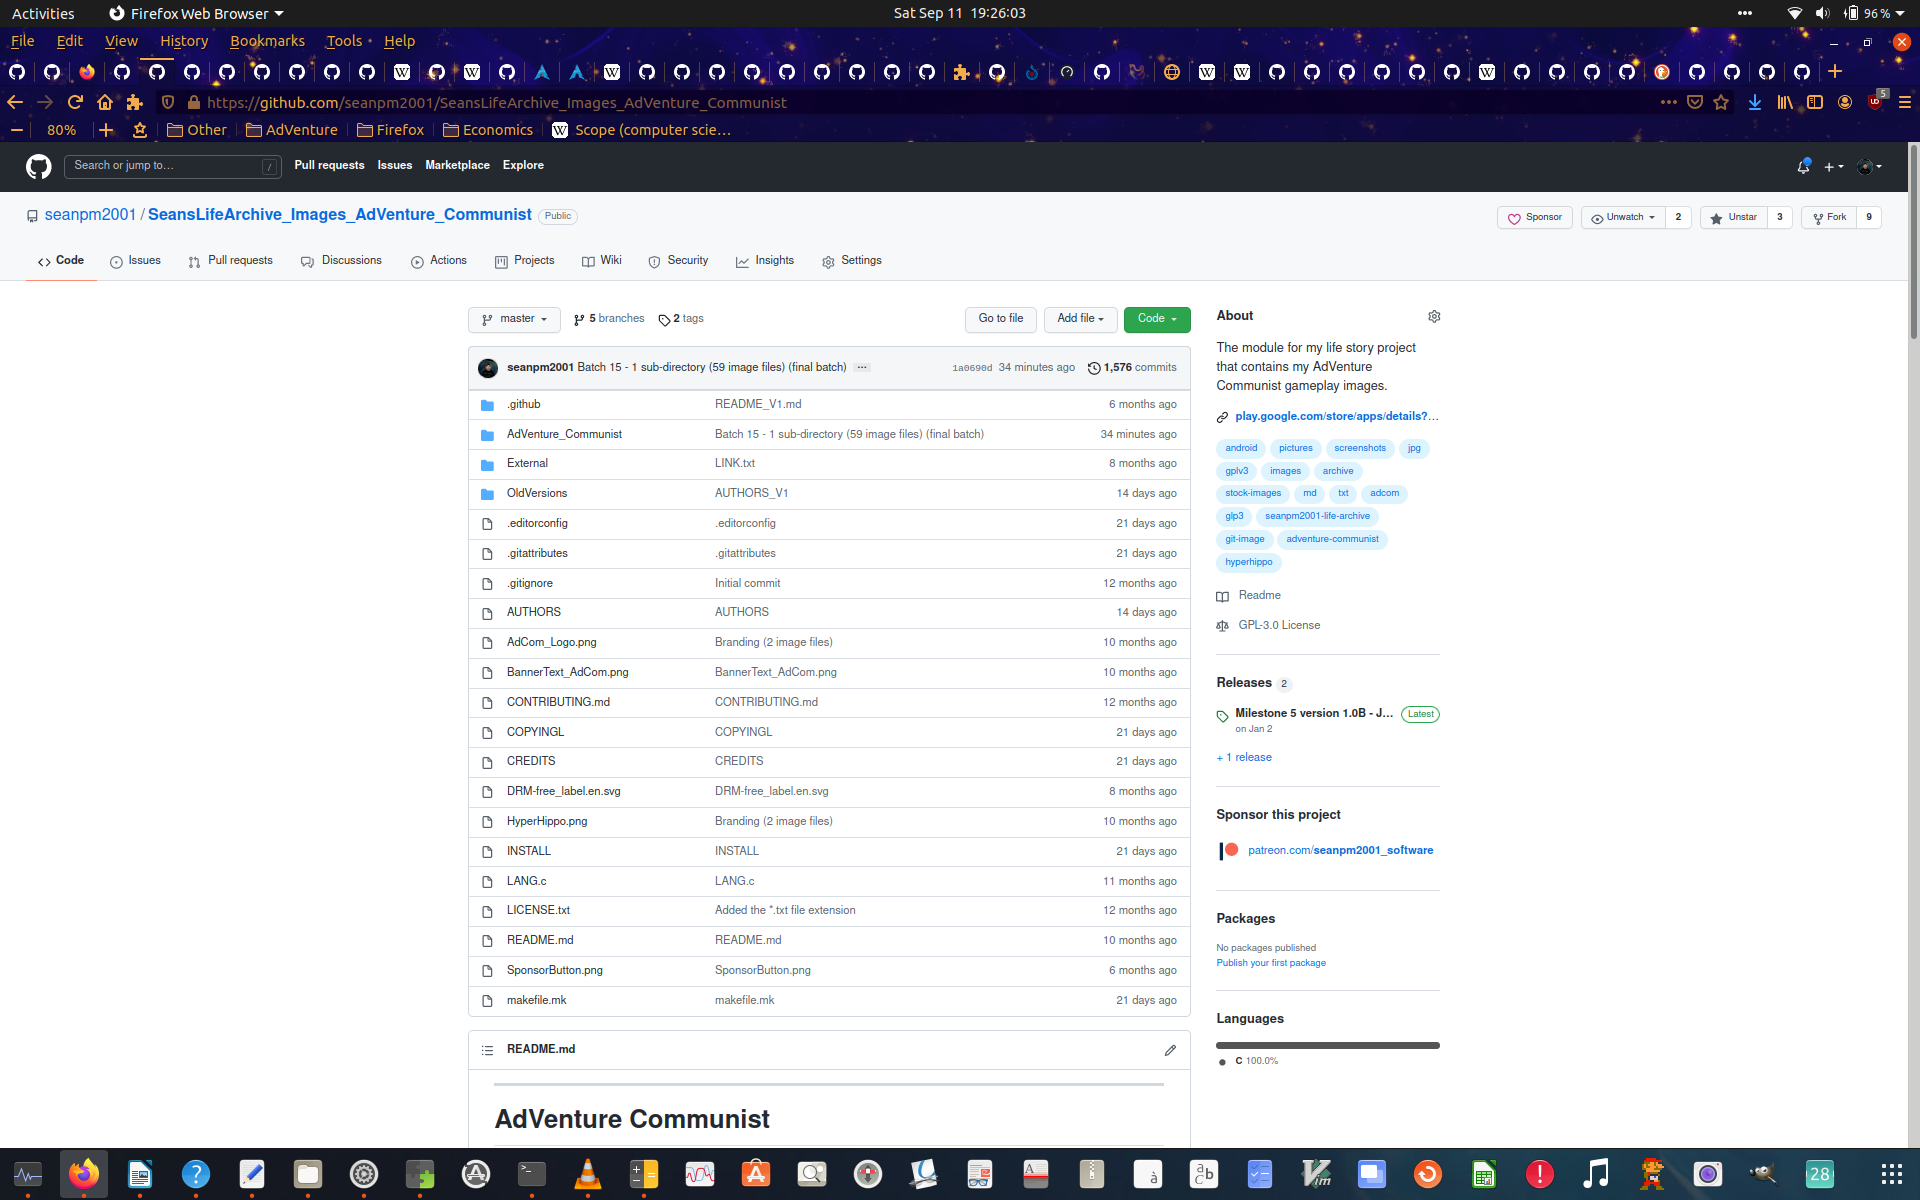 Activities Firefox Web Browser Sat Sep 11 19:26:03 96 %
File Edit View History Bookmarks Tools Help
https://github.com/seanpm2001/SeansLifeArchive_Images_AdVenture_Communist 5
80% Other AdVenture Firefox Economics Scope (computer scie…
Search or jump to… / Pull requests Issues Marketplace Explore
seanpm2001 / SeansLifeArchive_Images_AdVenture_Communist Public Sponsor Unwatch 2 Unstar 3 Fork 9
Code Issues Pull requests Discussions Actions Projects Wiki Security Insights Settings
master 5 branches 2 tags Go to file Add file Code
seanpm2001 Batch 15 - 1 sub-directory (59 image files) (final batch) ... 1a0690d 34 minutes ago 1,576 commits
.github README_V1.md 6 months ago
AdVenture_Communist Batch 15 - 1 sub-directory (59 image files) (final batch) 34 minutes ago
External LINK.txt 8 months ago
OldVersions AUTHORS_V1 14 days ago
.editorconfig .editorconfig 21 days ago
.gitattributes .gitattributes 21 days ago
.gitignore Initial commit 12 months ago
AUTHORS AUTHORS 14 days ago
AdCom_Logo.png Branding (2 image files) 10 months ago
BannerText_AdCom.png BannerText_AdCom.png 10 months ago
CONTRIBUTING.md CONTRIBUTING.md 12 months ago
COPYINGL COPYINGL 21 days ago
CREDITS CREDITS 21 days ago
DRM-free_label.en.svg DRM-free_label.en.svg 8 months ago
HyperHippo.png Branding (2 image files) 10 months ago
INSTALL INSTALL 21 days ago
LANG.c LANG.c 11 months ago
LICENSE.txt Added the *.txt file extension 12 months ago
README.md README.md 10 months ago
SponsorButton.png SponsorButton.png 6 months ago
makefile.mk makefile.mk 21 days ago
README.md
AdVenture Communist
About
The module for my life story project
that contains my AdVenture
Communist gameplay images.
play.google.com/store/apps/details?…
android pictures screenshots jpg
gplv3 images archive
stock-images md txt adcom
glp3 seanpm2001-life-archive
git-image adventure-communist
hyperhippo
Readme
GPL-3.0 License
Releases 2
Milestone 5 version 1.0B - J… Latest
on Jan 2
+ 1 release
Sponsor this project
patreon.com/seanpm2001_software
Packages
No packages published
Publish your first package
Languages
C 100.0%
28